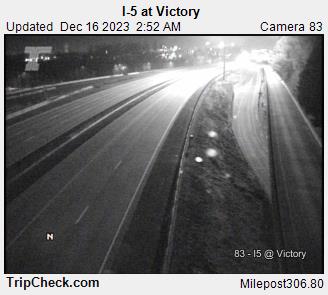 I-5 at Victory
Updated Dec 16 2023 2:52 AM Camera 83
T
N
83 - I5 @ Victory
TripCheck.com Milepost306.80